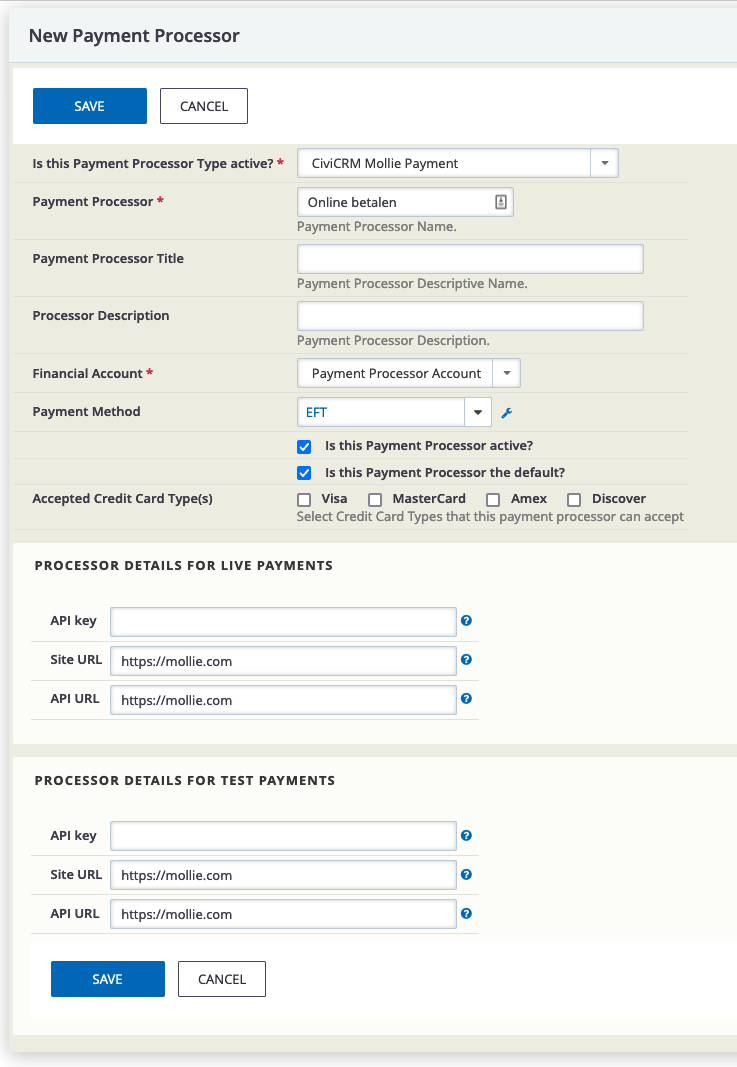 New Payment Processor
SAVE CANCEL
Is this Payment Processor Type active? * CiviCRM Mollie Payment
Payment Processor * Online betalen
Payment Processor Name.
Payment Processor Title
Payment Processor Descriptive Name.
Processor Description
Payment Processor Description.
Financial Account * Payment Processor Account
Payment Method EFT
Is this Payment Processor active?
Is this Payment Processor the default?
Accepted Credit Card Type(s) Visa MasterCard Amex Discover
Select Credit Card Types that this payment processor can accept
PROCESSOR DETAILS FOR LIVE PAYMENTS
API key ?
Site URL https://mollie.com ?
API URL https://mollie.com ?
PROCESSOR DETAILS FOR TEST PAYMENTS
API key ?
Site URL https://mollie.com ?
API URL https://mollie.com ?
SAVE CANCEL